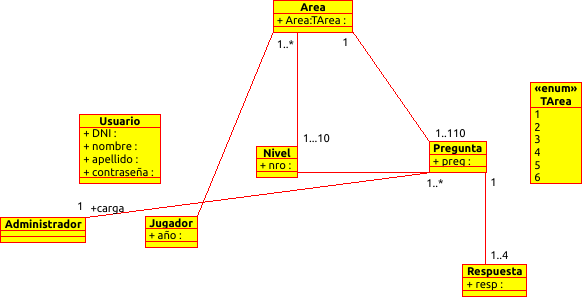 Area
+ Area:TArea :
1..*
1
«enum»
TArea
1
2
3
4
5
6
Usuario
+ DNI :
+ nombre :
+ apellido :
+ contraseña :
1...10
1..110
Nivel
+ nro :
Pregunta
+ preg :
1..*
1
1
+carga
Administrador
Jugador
+ año :
1..4
Respuesta
+ resp :